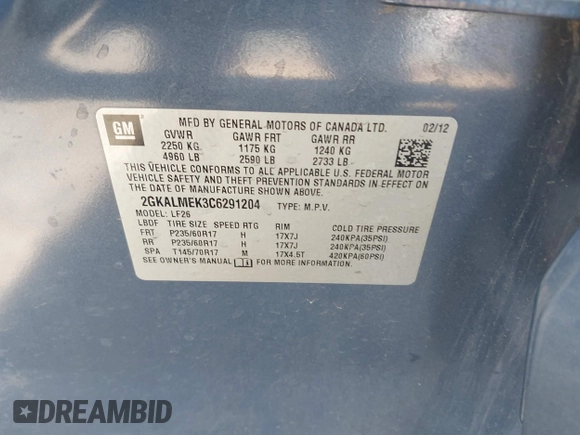 GM
MFD BY GENERAL MOTORS OF CANADA LTD. 02/12
GVWR GAWR FRT GAWR RR
2250 KG 1175 KG 1240 KG
4960 LB 2590 LB 2733 LB
THIS VEHICLE CONFORMS TO ALL APPLICABLE U.S. FEDERAL MOTOR
VEHICLE SAFETY AND THEFT PREVENTION STANDARDS IN EFFECT ON
THE DATE OF MANUFACTURE SHOWN ABOVE.
2GKALMEK3C6291204 TYPE: M.P.V.
MODEL: LF26
LBDF TIRE SIZE SPEED RTG RIM COLD TIRE PRESSURE
FRT P235/60R17 H 17X7J 240KPA(35PSI)
RR P235/60R17 H 17X7J 240KPA(35PSI)
SPA T145/70R17 M 17X4.5T 420KPA(60PSI)
SEE OWNER'S MANUAL FOR MORE INFORMATION.
DREAMBID